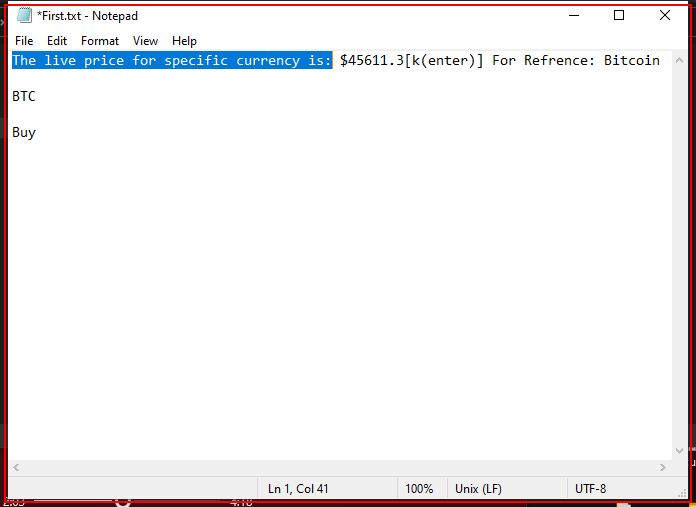 *First.txt - Notepad
File Edit Format View Help
The live price for specific currency is: $45611.3[k(enter)] For Refrence: Bitcoin
BTC
Buy
Ln 1, Col 41 100% Unix (LF) UTF-8